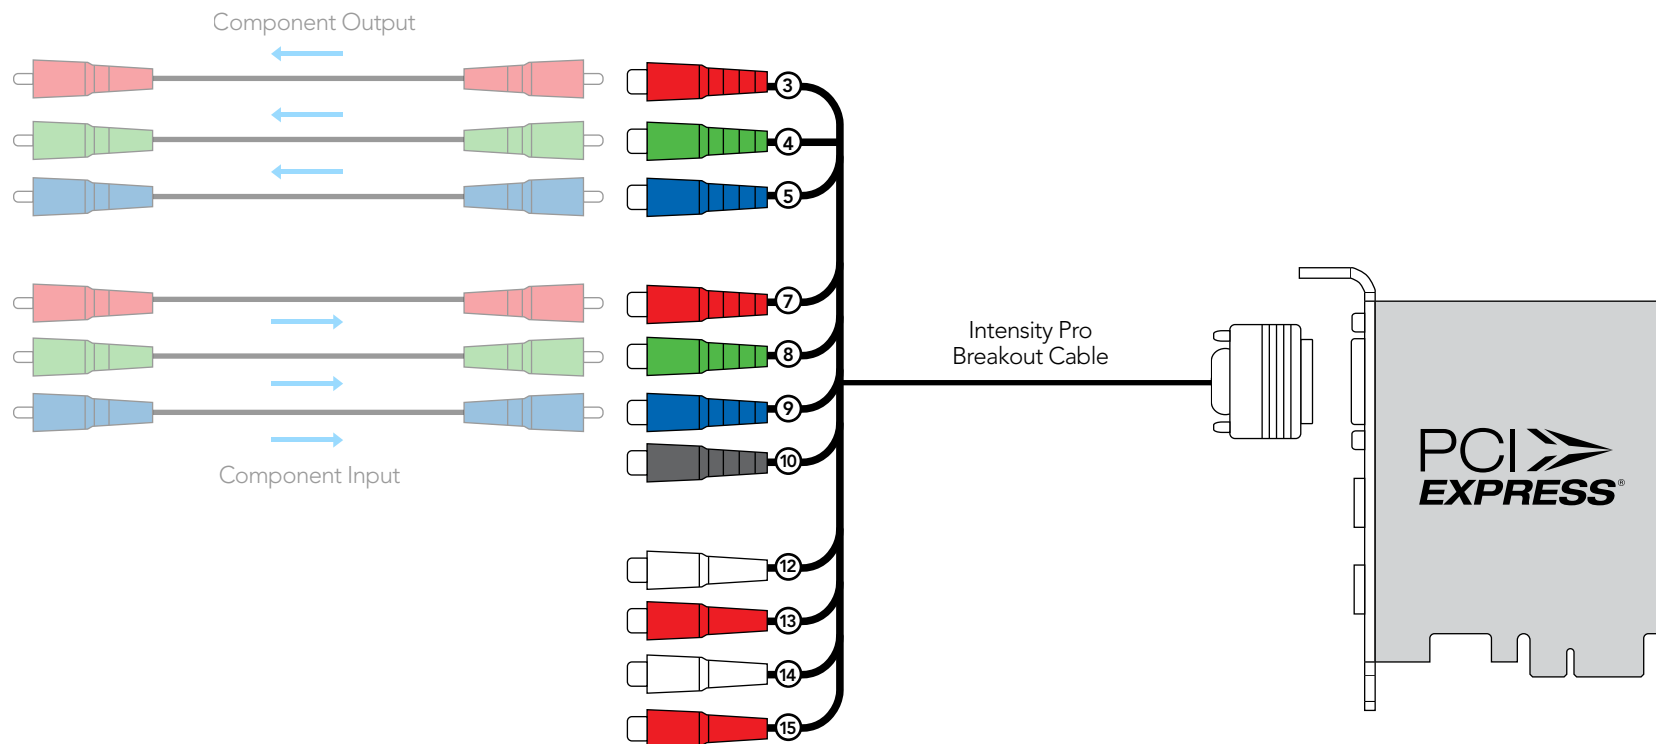 Component Output
3
4
5
7
8
9
10
Component Input
12
13
14
15
Intensity Pro
Breakout Cable
PCI
EXPRESS®